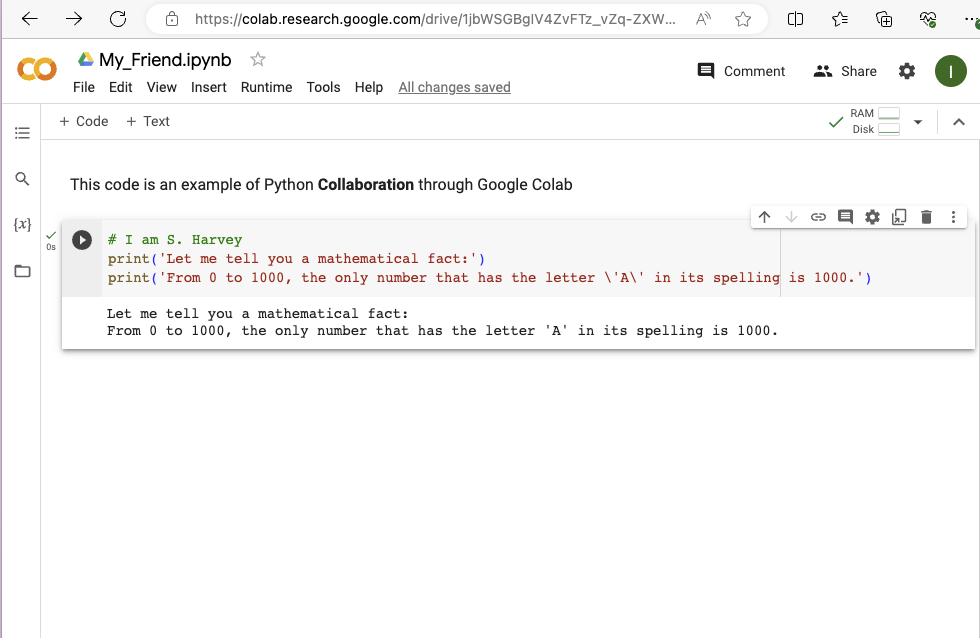 https://colab.research.google.com/drive/1jbWSGBglV4ZvFTz_vZq-ZXW...
My_Friend.ipynb
File Edit View Insert Runtime Tools Help All changes saved
Comment Share I
+ Code + Text
RAM
Disk
This code is an example of Python Collaboration through Google Colab
{x}
0s
# I am S. Harvey
print('Let me tell you a mathematical fact:')
print('From 0 to 1000, the only number that has the letter \'A\' in its spelling is 1000.')
Let me tell you a mathematical fact:
From 0 to 1000, the only number that has the letter 'A' in its spelling is 1000.